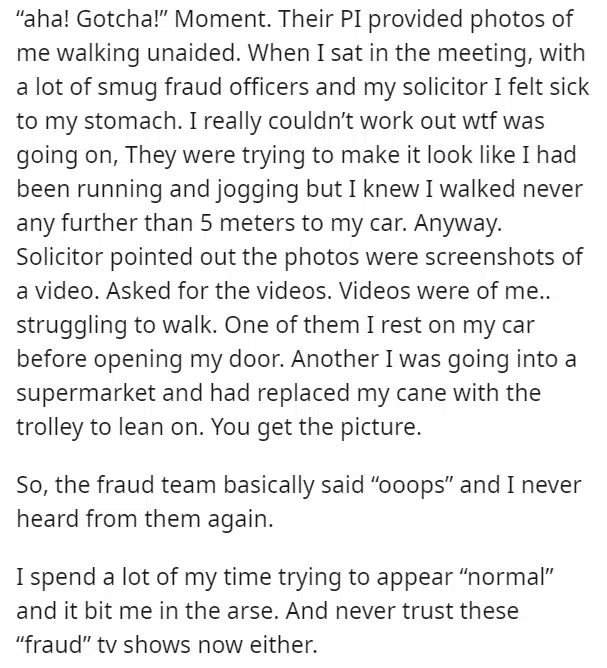 “aha! Gotcha!” Moment. Their PI provided photos of
me walking unaided. When I sat in the meeting, with
a lot of smug fraud officers and my solicitor I felt sick
to my stomach. I really couldn’t work out wtf was
going on, They were trying to make it look like I had
been running and jogging but I knew I walked never
any further than 5 meters to my car. Anyway.
Solicitor pointed out the photos were screenshots of
a video. Asked for the videos. Videos were of me..
struggling to walk. One of them I rest on my car
before opening my door. Another I was going into a
supermarket and had replaced my cane with the
trolley to lean on. You get the picture.
So, the fraud team basically said “ooops” and I never
heard from them again.
I spend a lot of my time trying to appear “normal”
and it bit me in the arse. And never trust these
“fraud” tv shows now either.